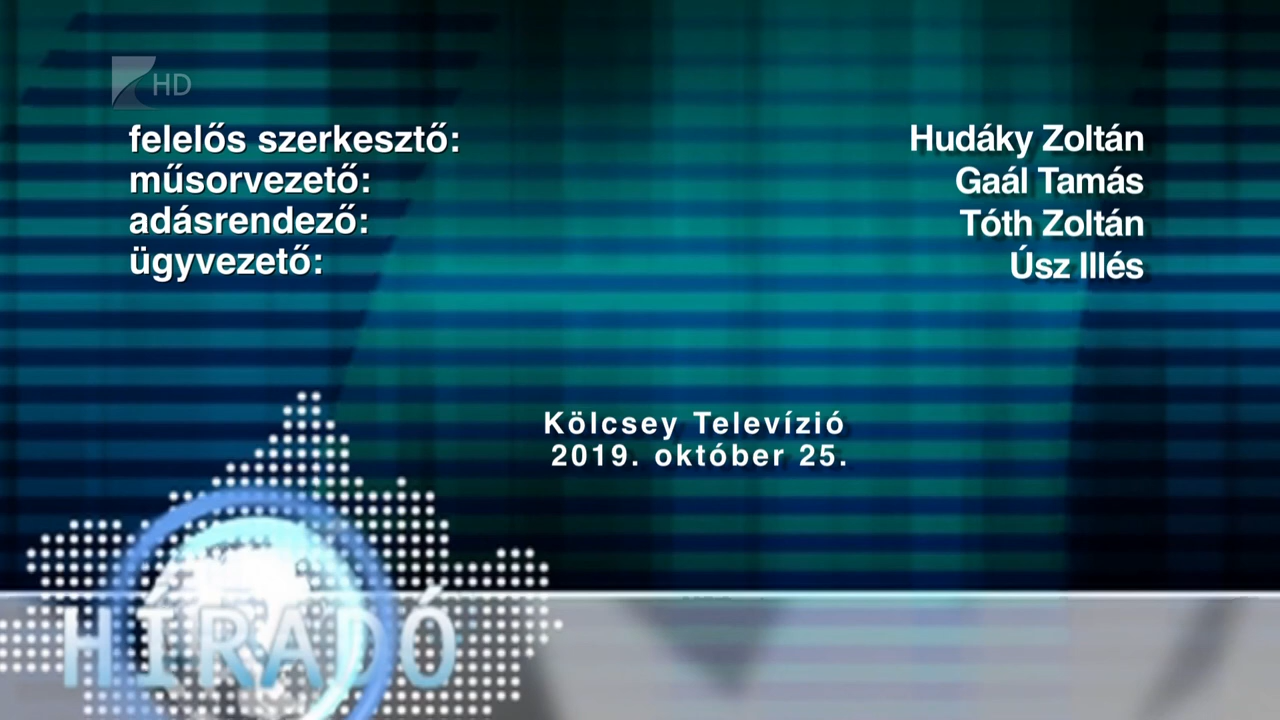 HD
felelős szerkesztő: Hudáky Zoltán
műsorvezető: Gaál Tamás
adásrendező: Tóth Zoltán
ügyvezető: Úsz Illés
Kölcsey Televízió
2019. október 25.
HÍRADÓ